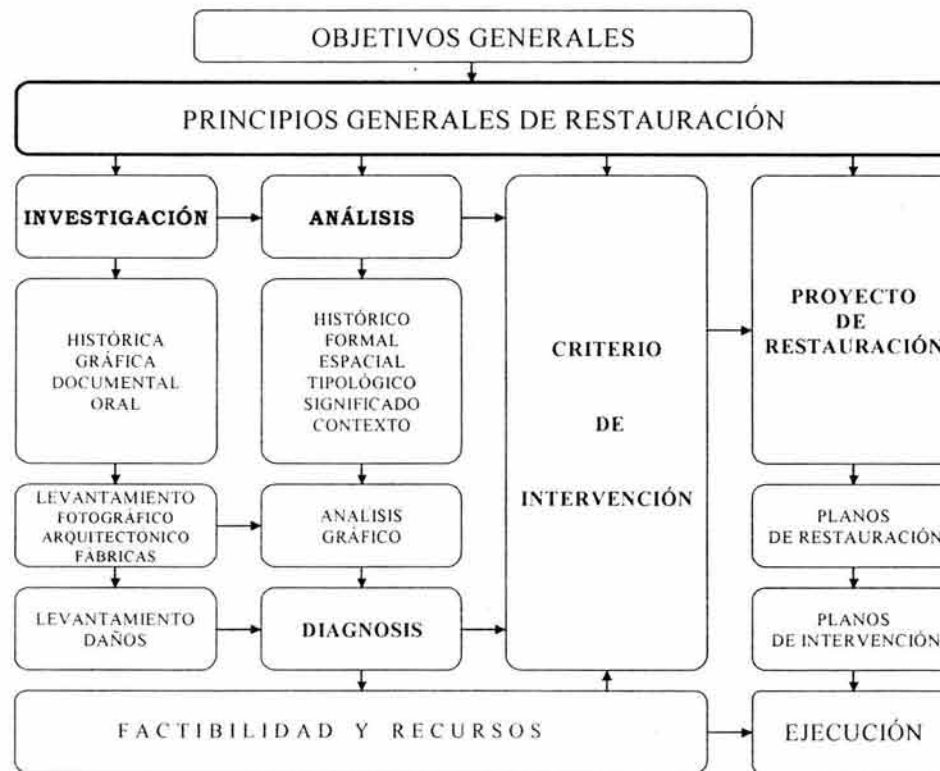 OBJETIVOS GENERALES
PRINCIPIOS GENERALES DE RESTAURACIÓN
INVESTIGACIÓN
HISTÓRICA
GRÁFICA
DOCUMENTAL
ORAL
LEVANTAMIENTO
FOTOGRÁFICO
ARQUITECTÓNICO
FÁBRICAS
LEVANTAMIENTO
DAÑOS
ANÁLISIS
HISTÓRICO
FORMAL
ESPACIAL
TIPOLÓGICO
SIGNIFICADO
CONTEXTO
ANALISIS
GRÁFICO
DIAGNOSIS
CRITERIO
DE
INTERVENCIÓN
PROYECTO
DE
RESTAURACIÓN
PLANOS
DE RESTAURACIÓN
PLANOS
DE INTERVENCIÓN
FACTIBILIDAD Y RECURSOS
EJECUCIÓN